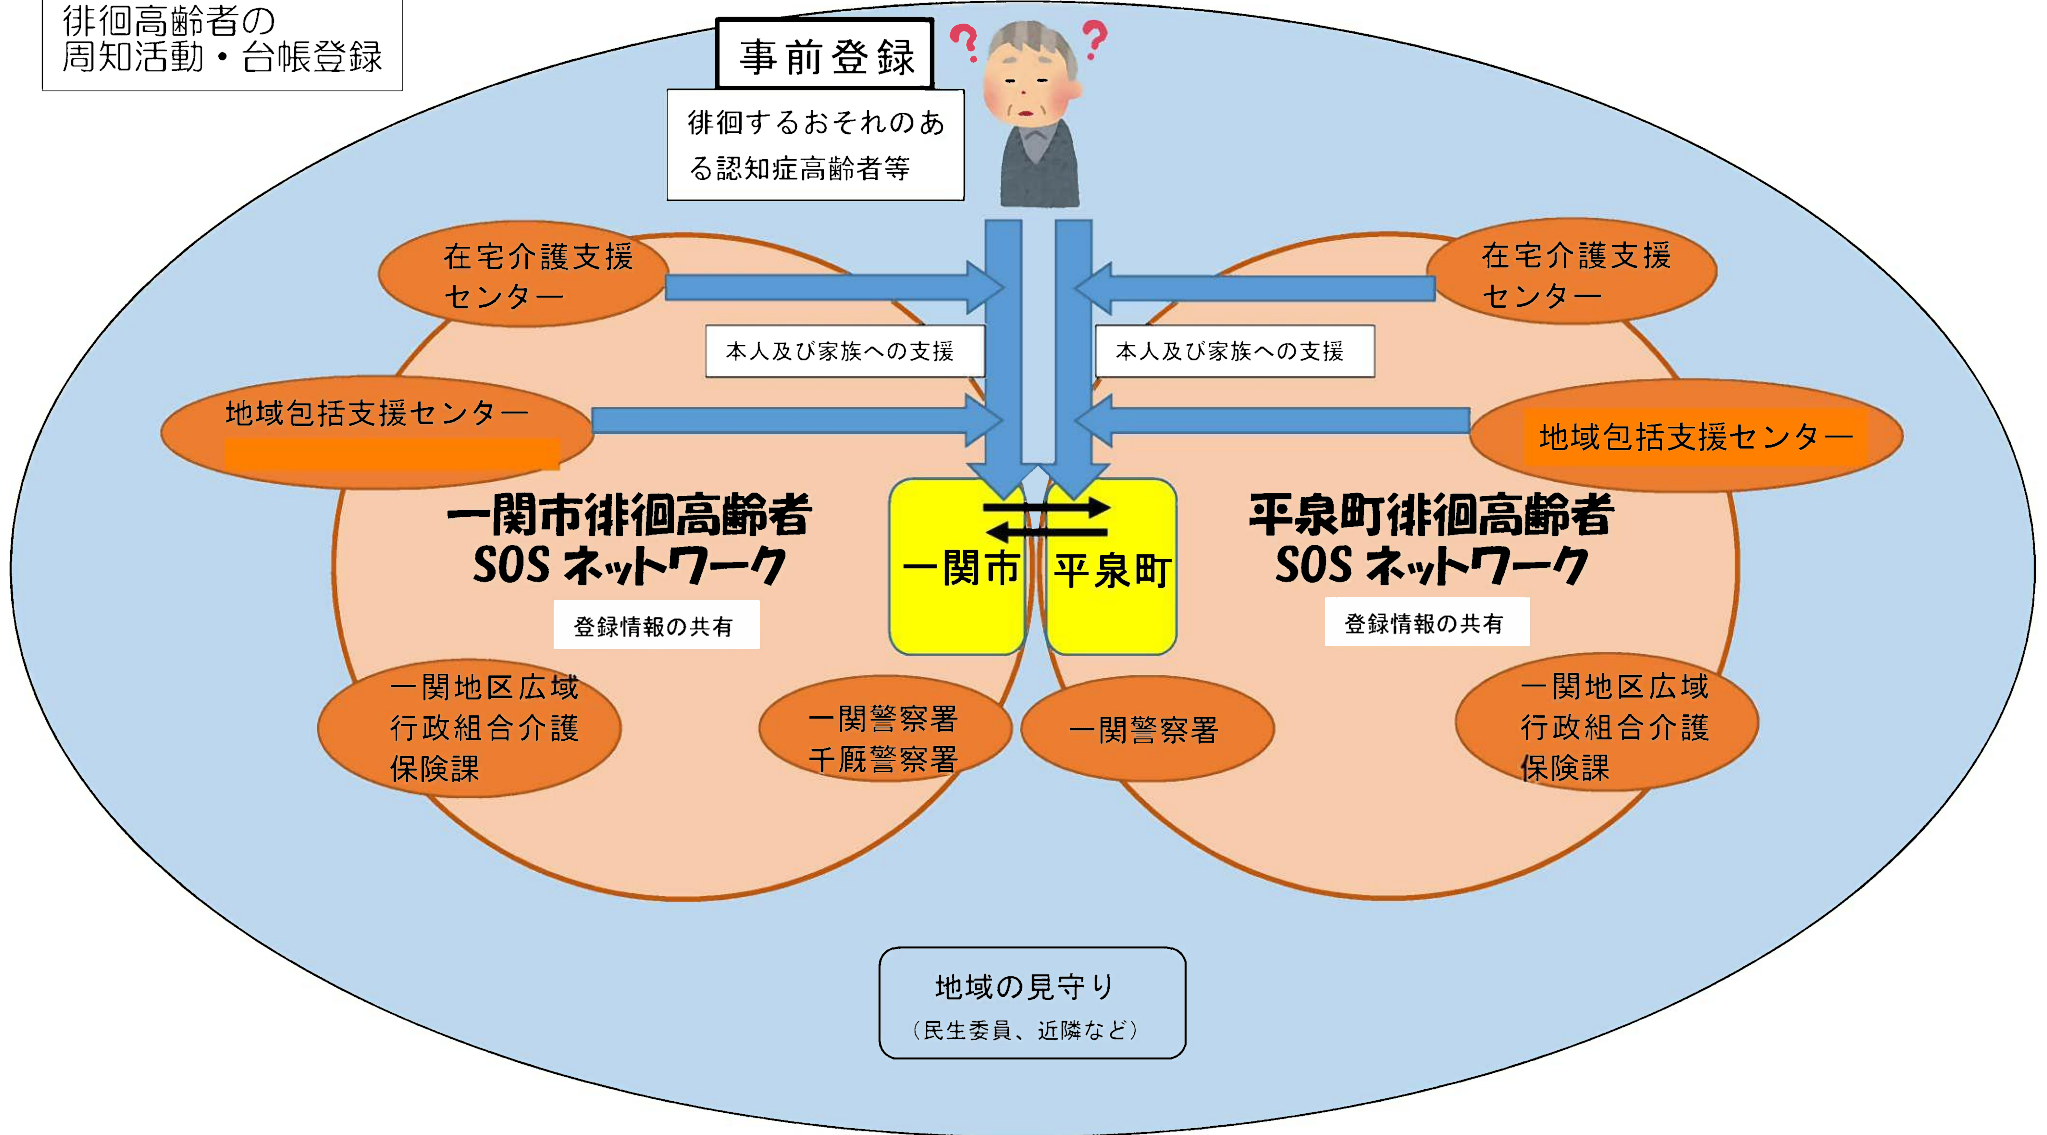 徘徊高齢者の
周知活動・台帳登録
事前登録
徘徊するおそれのあ
る認知症高齢者等
在宅介護支援
センター
在宅介護支援
センター
本人及び家族への支援
本人及び家族への支援
地域包括支援センター
地域包括支援センター
一関市徘徊高齢者
SOS ネットワーク
一関市
平泉町
平泉町徘徊高齢者
SOS ネットワーク
登録情報の共有
登録情報の共有
一関地区広域
行政組合介護
保険課
一関警察署
千厩警察署
一関警察署
一関地区広域
行政組合介護
保険課
地域の見守り
（民生委員、近隣など）